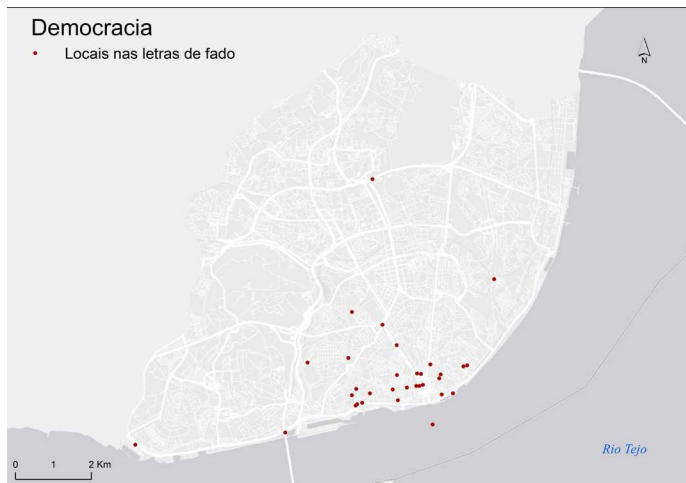 Democracia
Locais nas letras de fado
N
Rio Tejo
0 1 2 Km